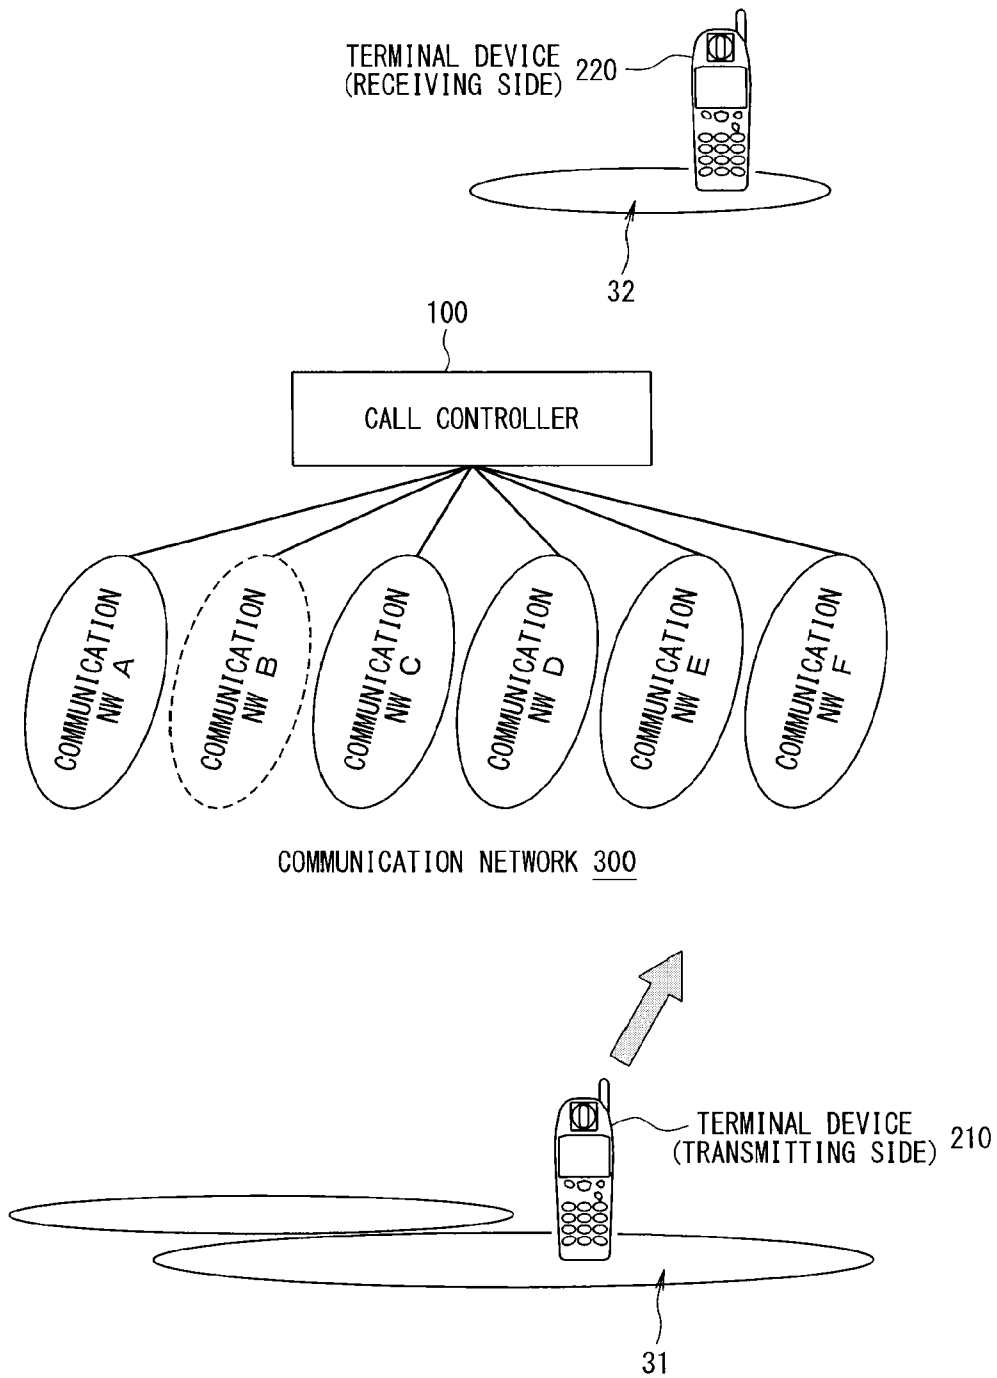 TERMINAL DEVICE
(RECEIVING SIDE) 220
32
100
CALL CONTROLLER
COMMUNICATION
NW A
COMMUNICATION
NW B
COMMUNICATION
NW C
COMMUNICATION
NW D
COMMUNICATION
NW E
COMMUNICATION
NW F
COMMUNICATION NETWORK 300
TERMINAL DEVICE
(TRANSMITTING SIDE) 210
31